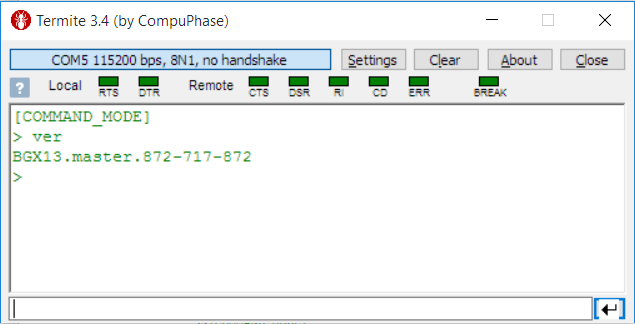 Termite 3.4 (by CompuPhase)
COM5 115200 bps, 8N1, no handshake Settings Clear About Close
? Local RTS DTR Remote CTS DSR RI CD ERR BREAK
[COMMAND_MODE]
> ver
BGX13.master.872-717-872
>